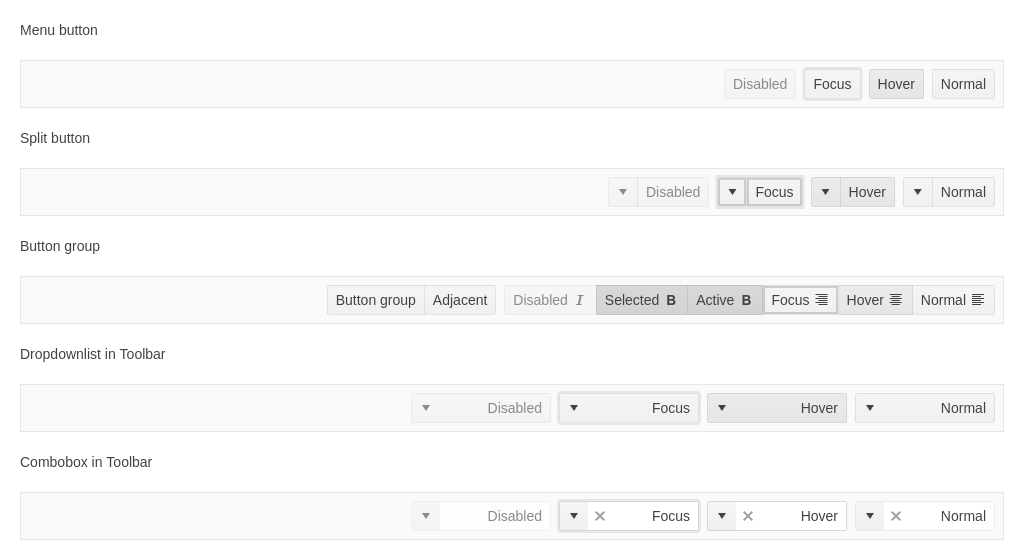 Menu button
Disabled Focus Hover Normal
Split button
Disabled Focus Hover Normal
Button group
Button group Adjacent Disabled I Selected B Active B Focus Hover Normal
Dropdownlist in Toolbar
Disabled Focus Hover Normal
Combobox in Toolbar
Disabled Focus Hover Normal